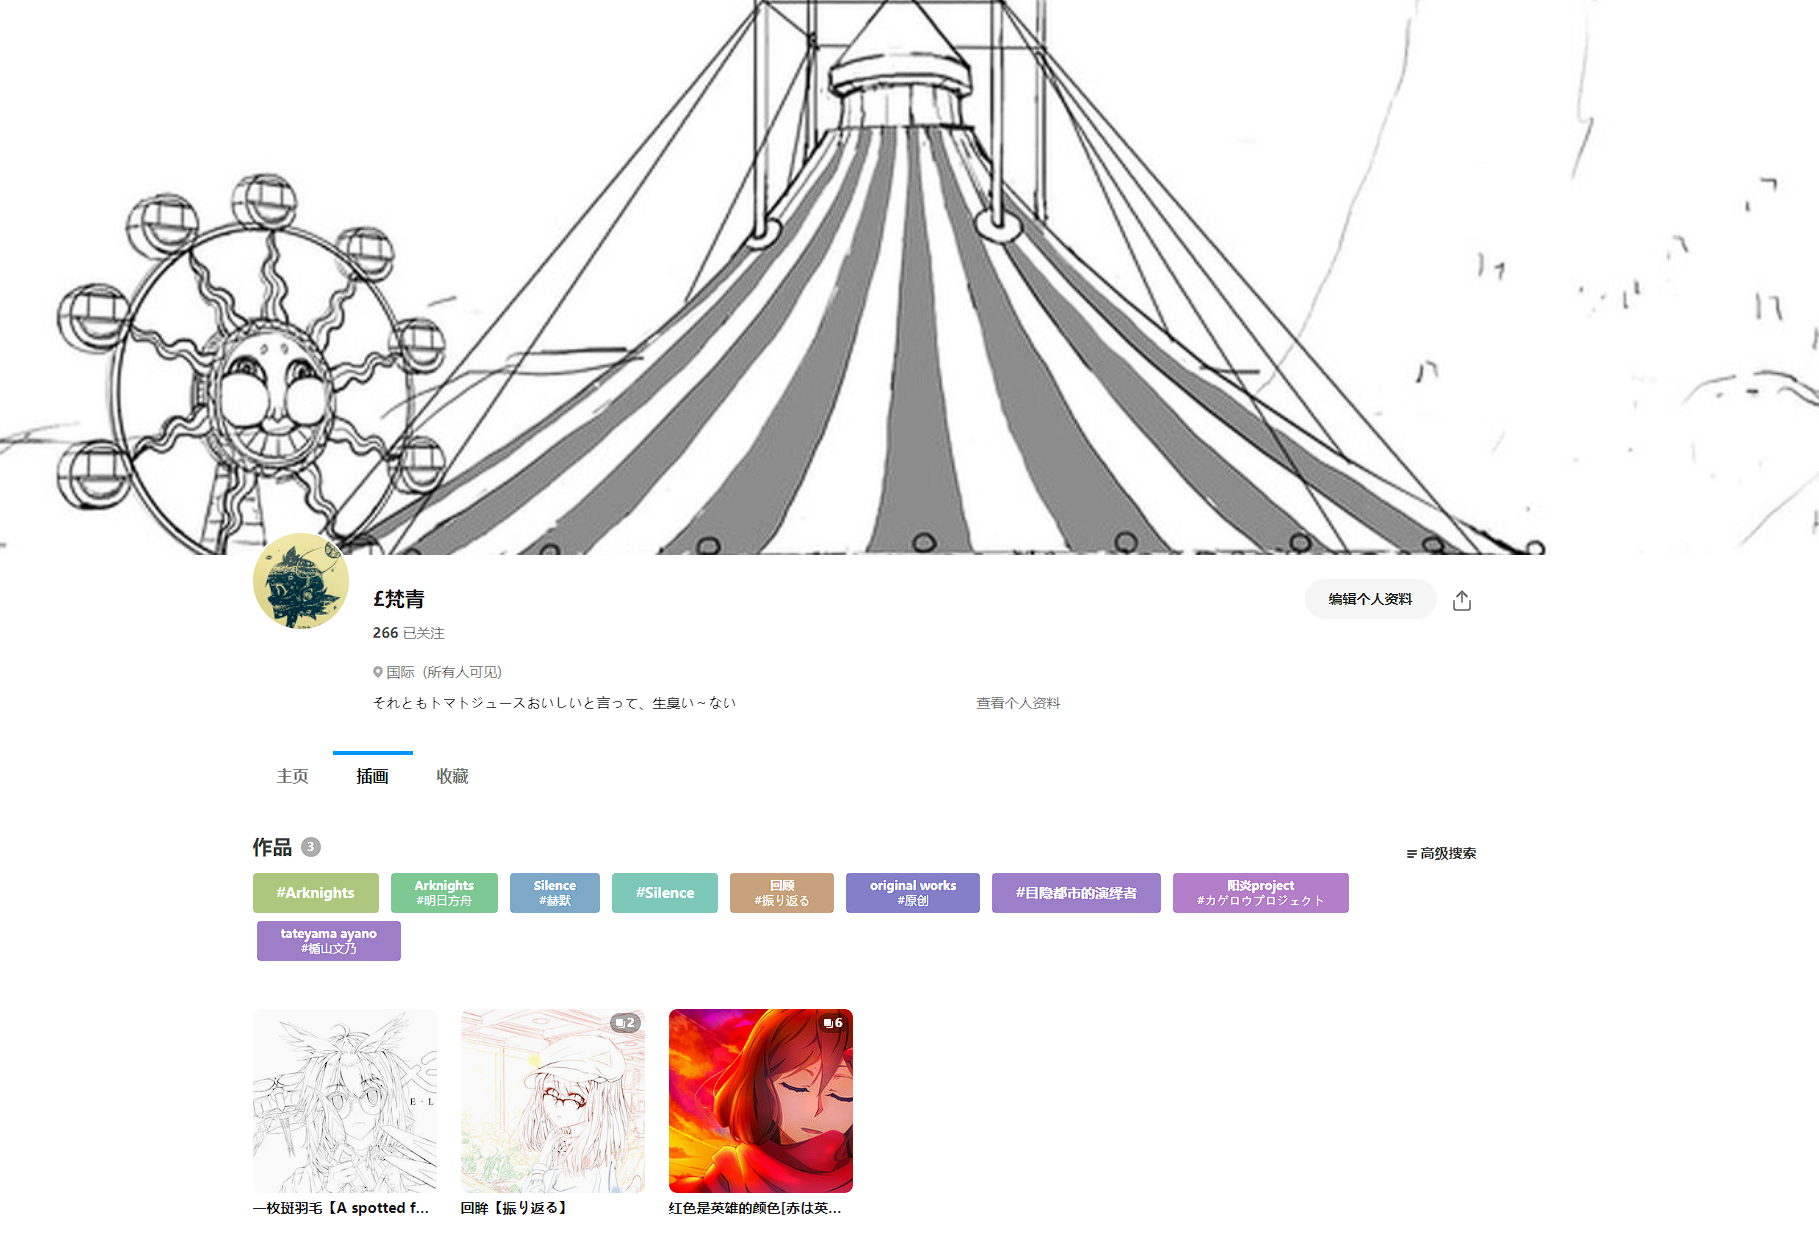 £梵青
编辑个人资料
266 已关注
国际（所有人可见）
それともトマトジュースおいしいと言って、生臭い～ない
查看个人资料
主页 插画 收藏
作品 3
高级搜索
#Arknights
Arknights
#明日方舟
Silence
#赫默
#Silence
回顾
#振り返る
original works
#原创
#目隐都市的演绎者
阳炎project
#カゲロウプロジェクト
tateyama ayano
#楯山文乃
E · L
2
6
一枚斑羽毛【A spotted f...
回眸【振り返る】
红色是英雄的颜色[赤は英...